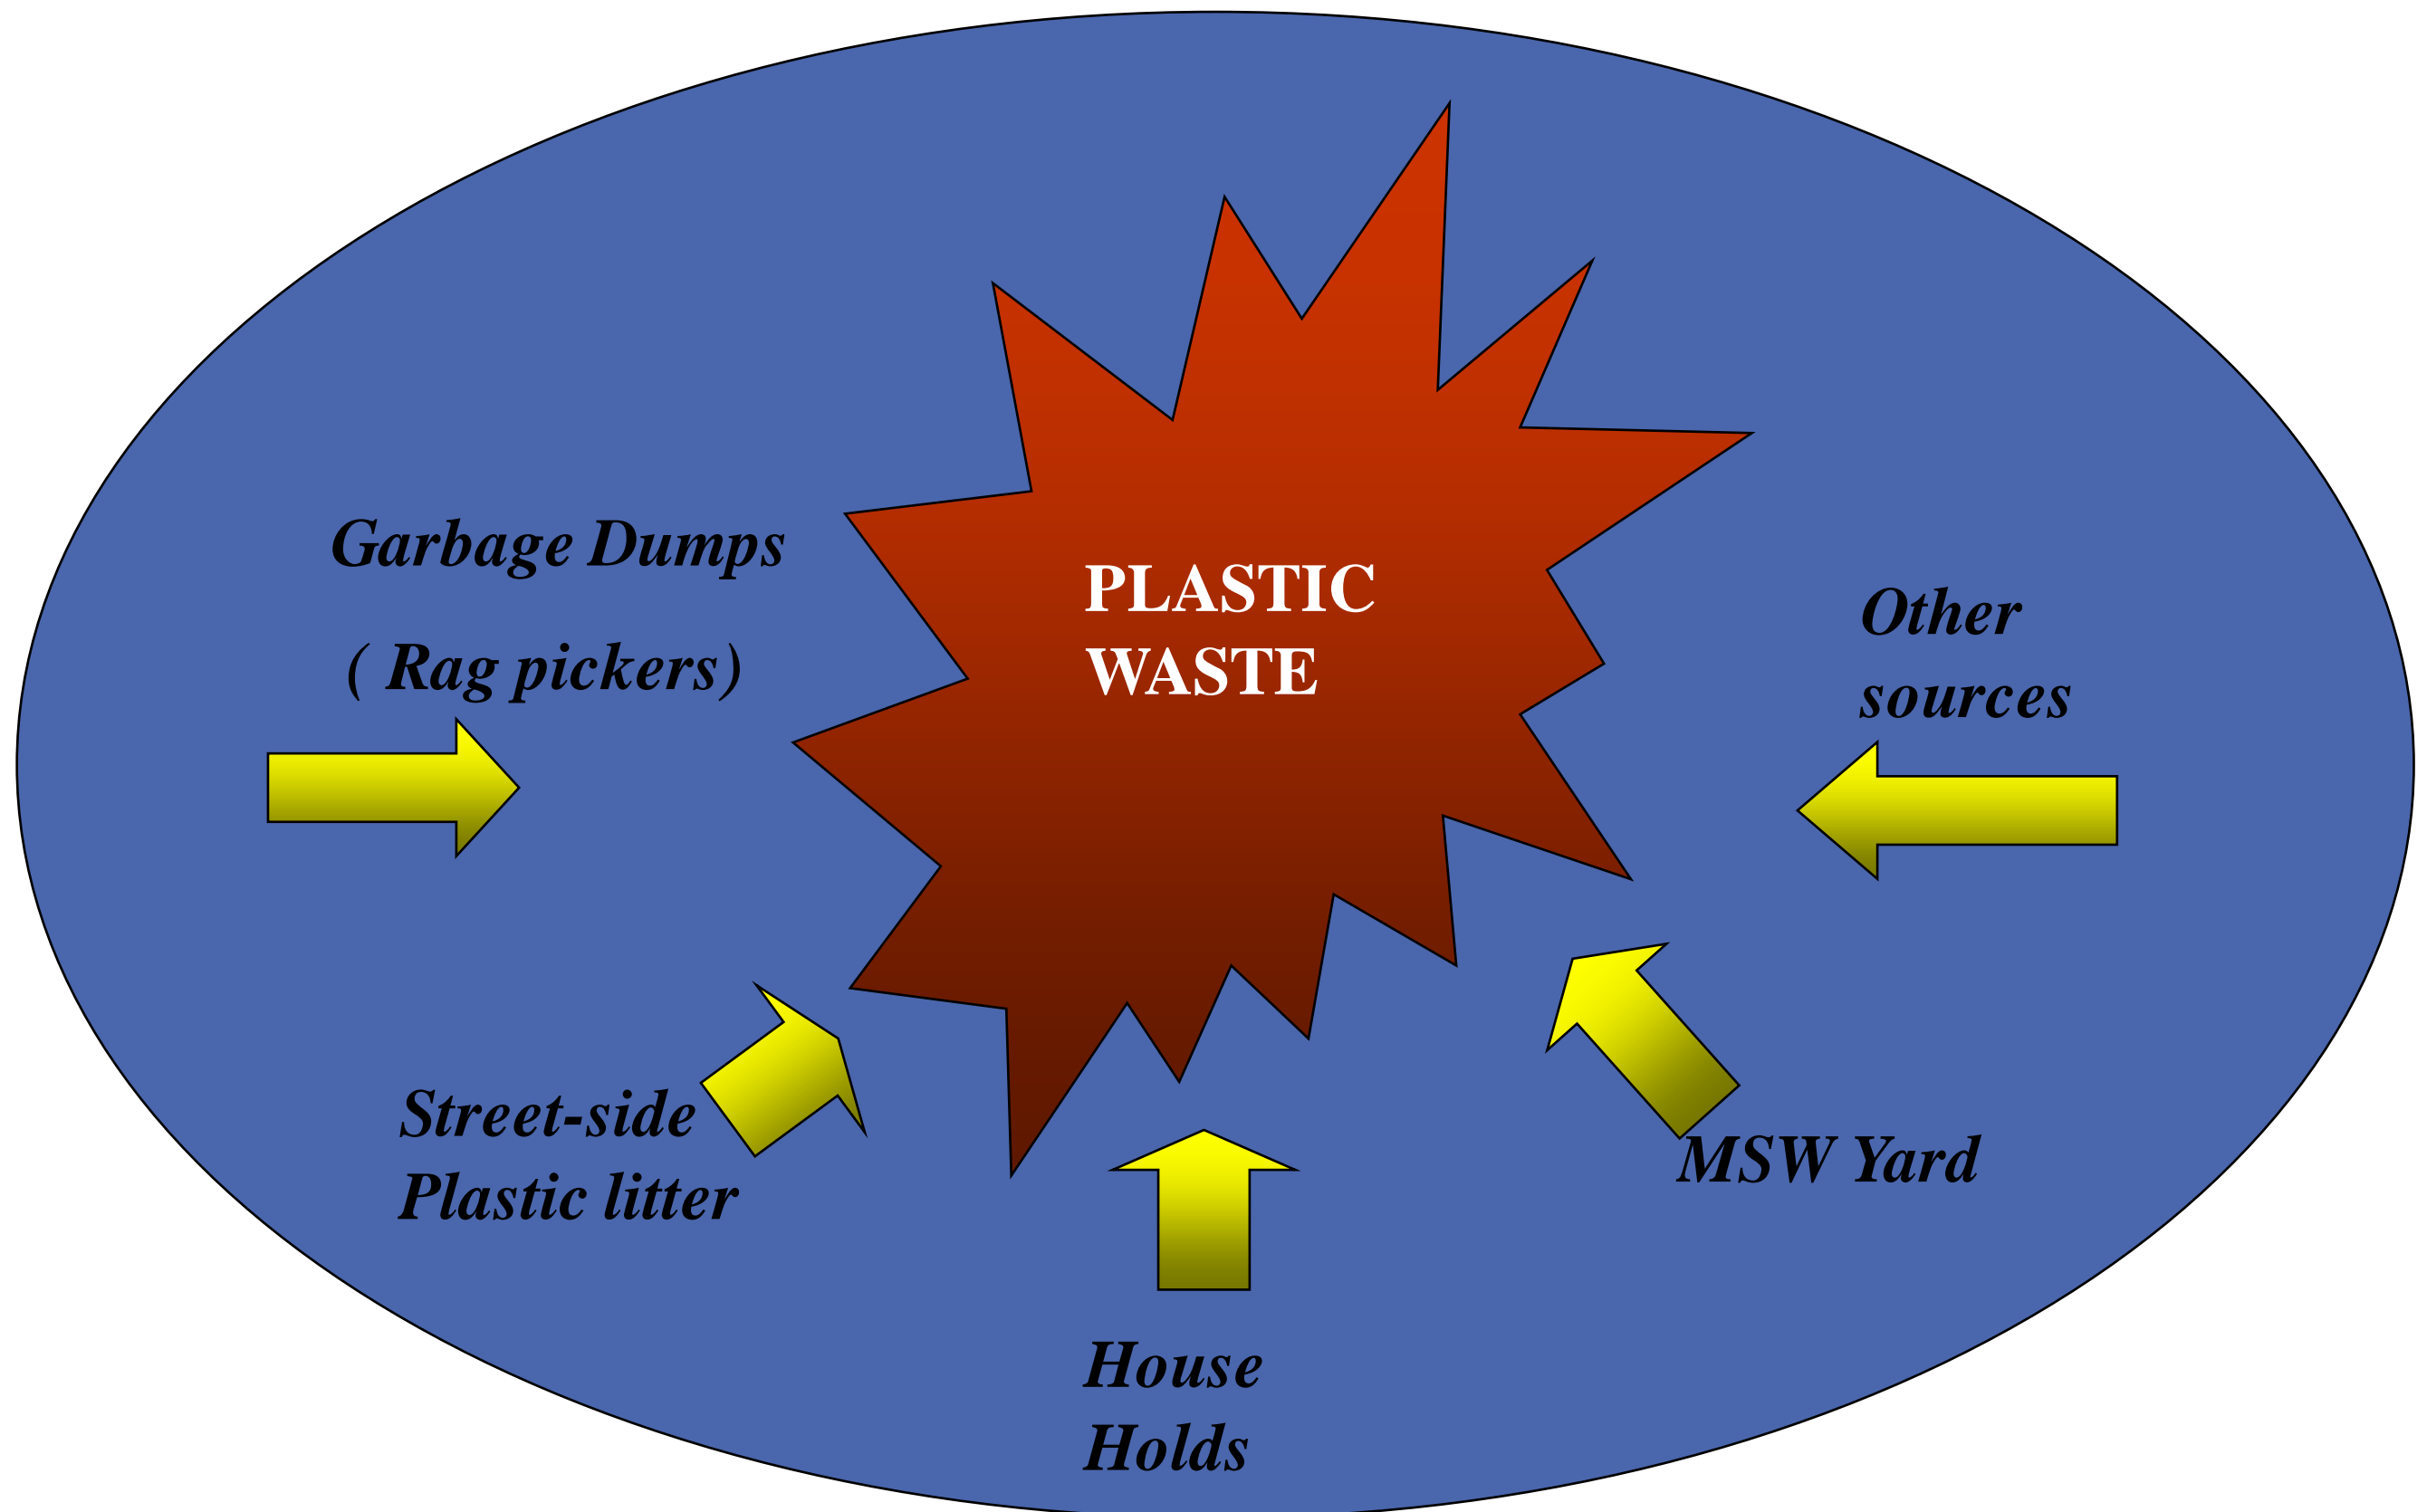 Garbage Dumps
( Rag pickers)
PLASTIC
WASTE
Other
sources
Street-side
Plastic litter
MSW Yard
House
Holds